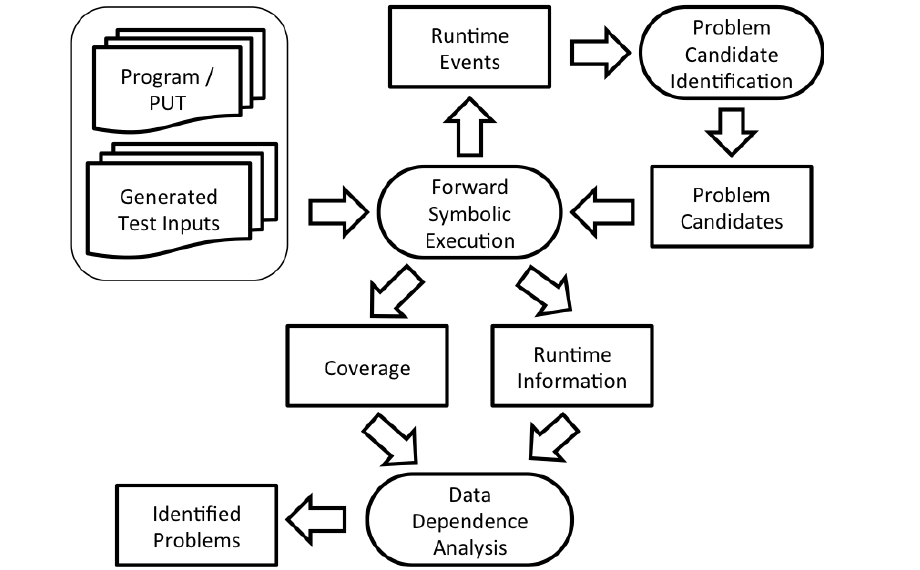 Program /
PUT
Generated
Test Inputs
Runtime
Events
Problem
Candidate
Identification
Forward
Symbolic
Execution
Problem
Candidates
Coverage
Runtime
Information
Data
Dependence
Analysis
Identified
Problems